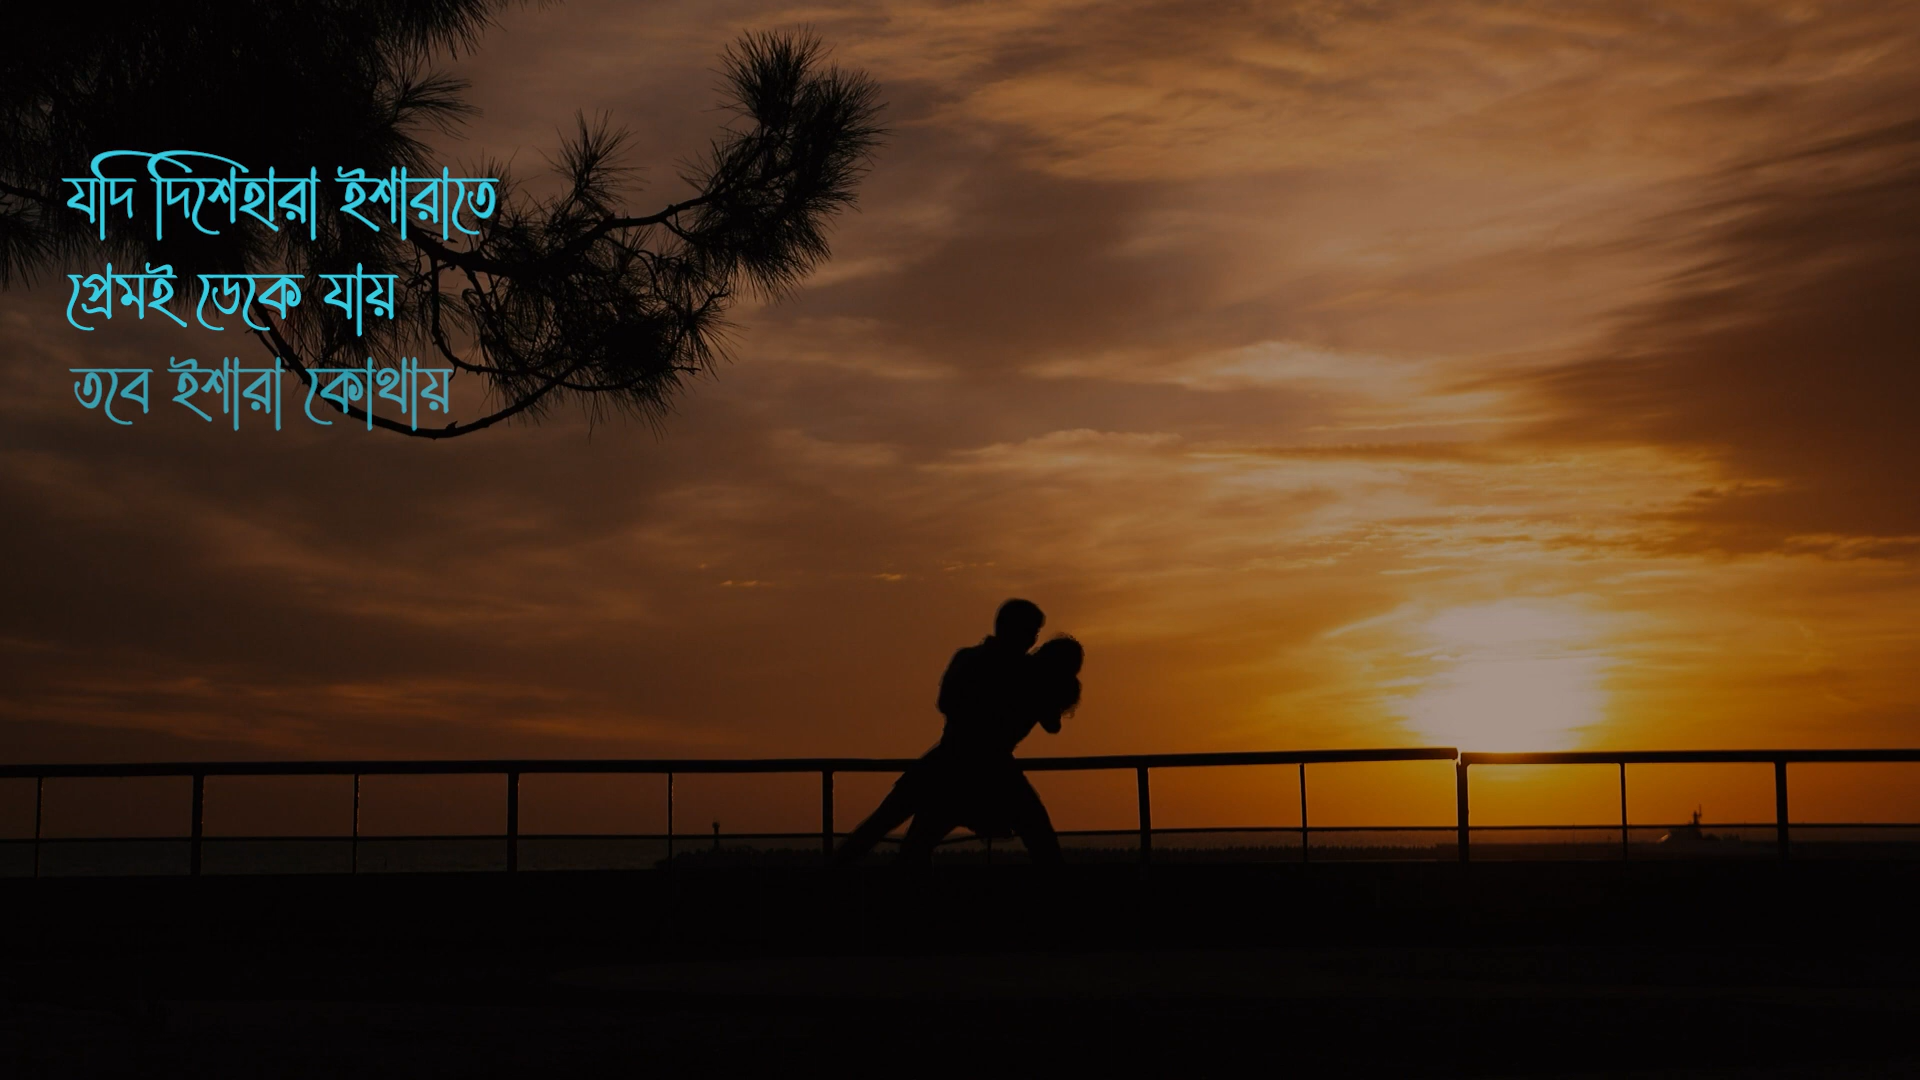 যদি দিশেহারা ইশারাতে
প্রেমই ডেকে যায়
তবে ইশারা কোথায়